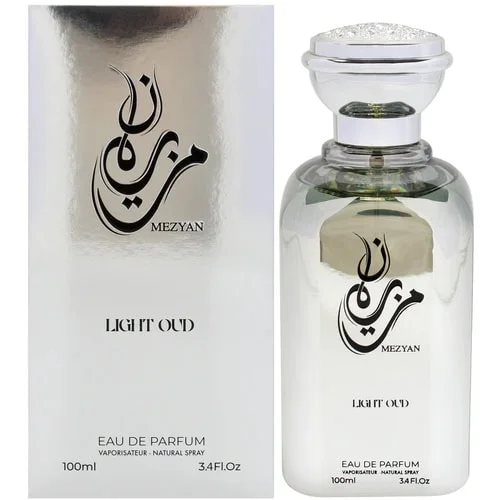 مزيان
MEZYAN
LIGHT OUD
EAU DE PARFUM
VAPORISATEUR - NATURAL SPRAY
100ml 3.4Fl.Oz
مزيان
MEZYAN
LIGHT OUD
EAU DE PARFUM
VAPORISATEUR - NATURAL SPRAY
100ml 3.4Fl.Oz